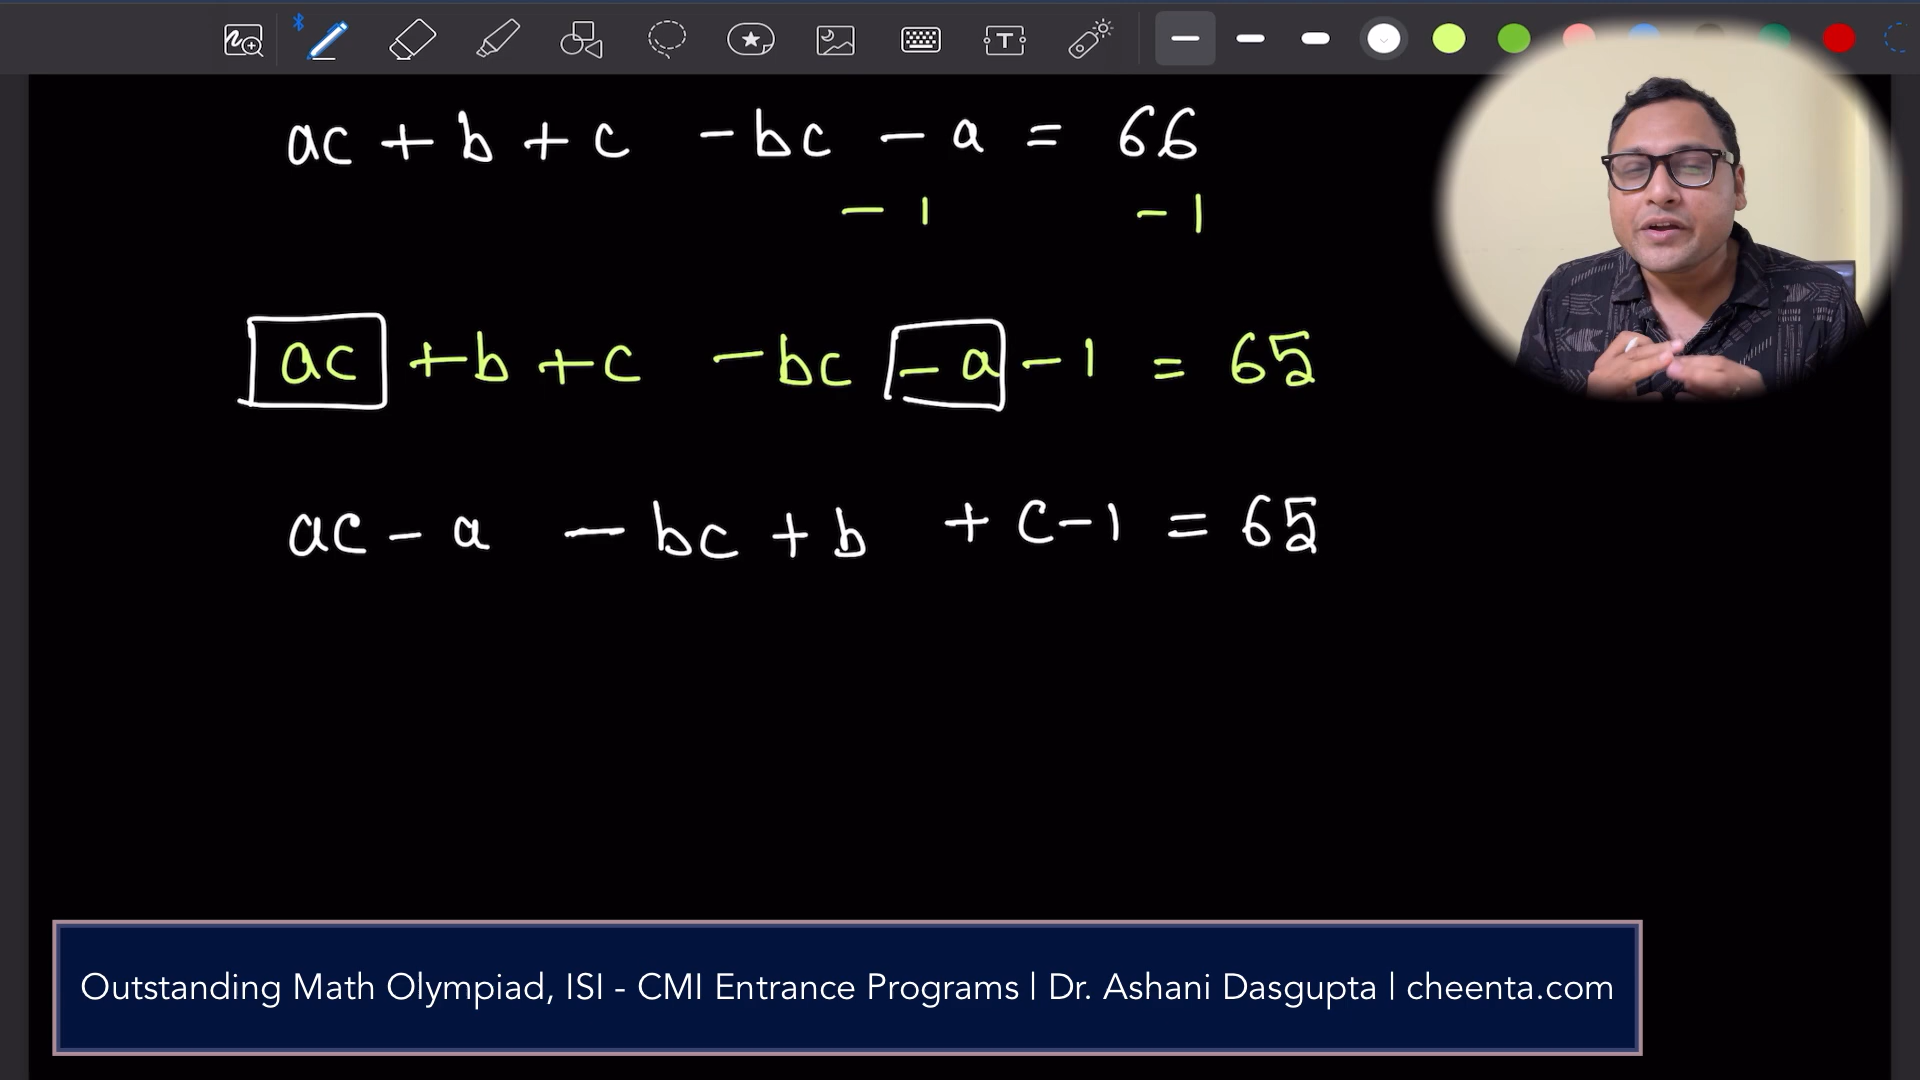 ac + b + c - bc - a = 66
- 1 - 1
ac + b + c - bc - a - 1 = 65
ac - a - bc + b + c - 1 = 65
Outstanding Math Olympiad, ISI - CMI Entrance Programs | Dr. Ashani Dasgupta | cheenta.com